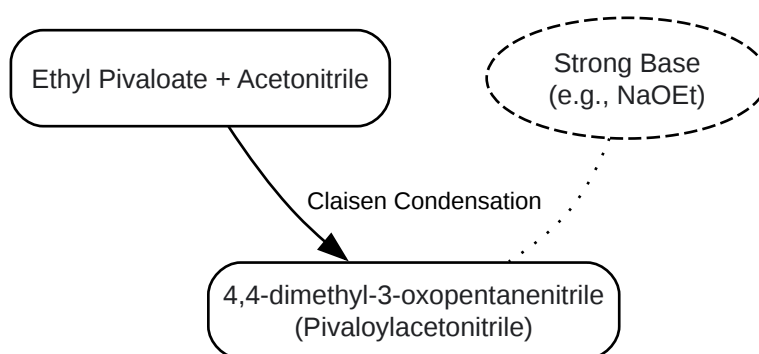 Ethyl Pivaloate + Acetonitrile
Strong Base
(e.g., NaOEt)
Claisen Condensation
4,4-dimethyl-3-oxopentanenitrile
(Pivaloylacetonitrile)